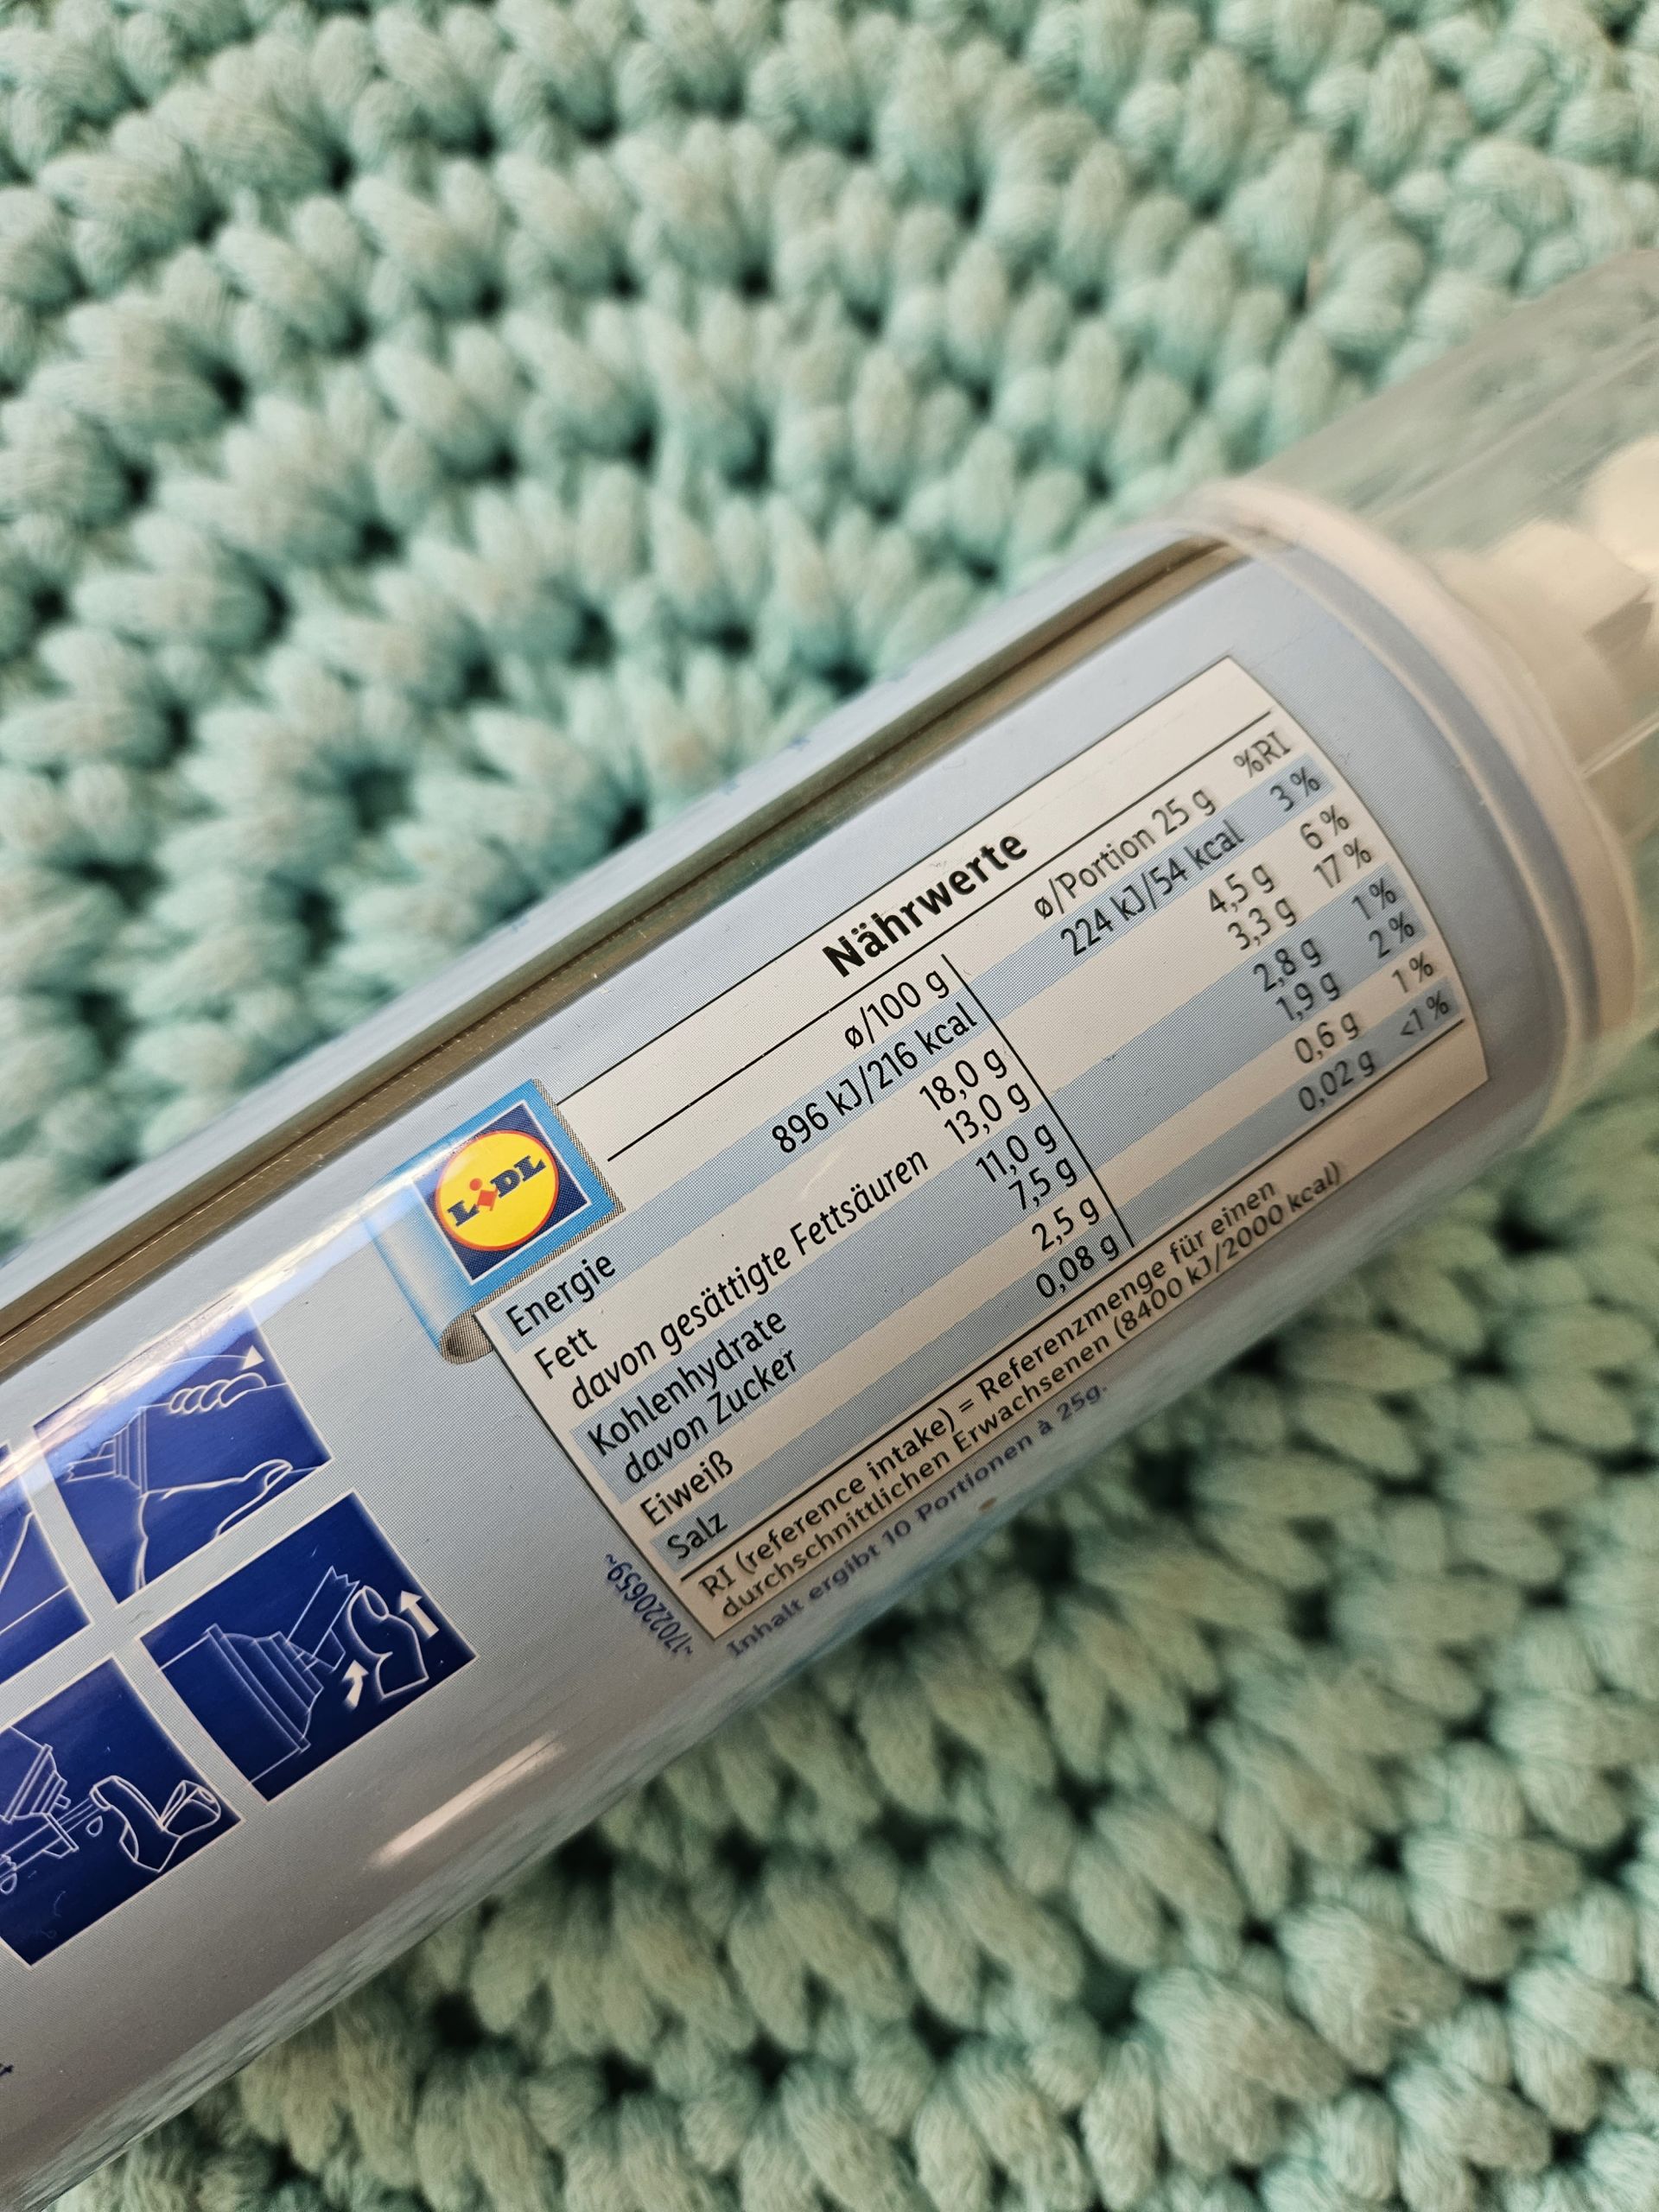 LIDL
Nährwerte
ø/100 g ø/Portion 25 g %RI
Energie 896 kJ/216 kcal 224 kJ/54 kcal 3 %
Fett 18,0 g 4,5 g 6 %
davon gesättigte Fettsäuren 13,0 g 3,3 g 17 %
Kohlenhydrate 11,0 g 2,8 g 1 %
davon Zucker 7,5 g 1,9 g 2 %
Eiweiß 2,5 g 0,6 g 1 %
Salz 0,08 g 0,02 g <1 %
RI (reference intake) = Referenzmenge für einen
durchschnittlichen Erwachsenen (8400 kJ/2000 kcal)
Inhalt ergibt 10 Portionen à 25g.
~17020659~